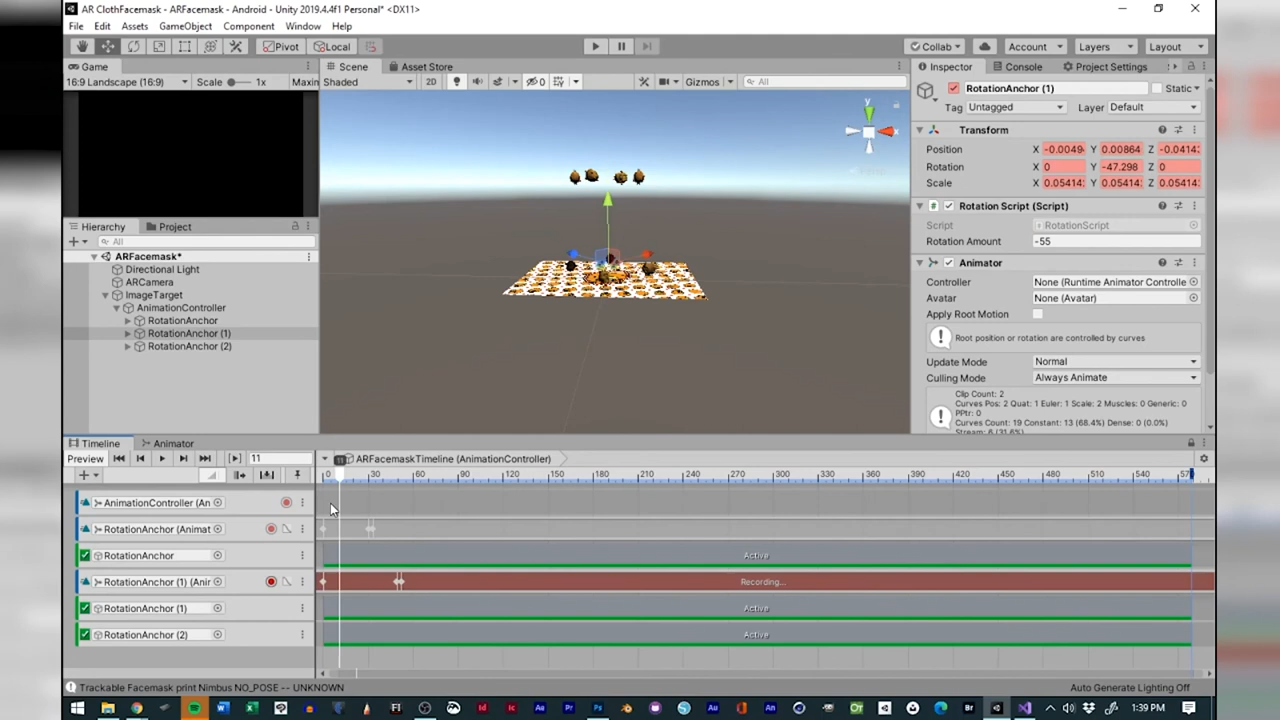 AR ClothFacemask - ARFacemask - Android - Unity 2019.4.4f1 Personal* <DX11>
File Edit Assets GameObject Component Window Help
Pivot Local Collab Account Layers Layout
Game
16:9 Landscape (16:9) Scale 1x Maxin
Scene Asset Store
Shaded 2D 0 Gizmos All
y
x
Hierarchy Project
All
ARFacemask*
Directional Light
ARCamera
ImageTarget
AnimationController
RotationAnchor
RotationAnchor (1)
RotationAnchor (2)
Inspector Console Project Settings
RotationAnchor (1) Static
Tag Untagged Layer Default
Transform
Position X -0.0049 Y 0.00864 Z -0.0414
Rotation X 0 Y -47.298 Z 0
Scale X 0.05414 Y 0.05414 Z 0.05414
Rotation Script (Script)
Script RotationScript
Rotation Amount -55
Animator
Controller None (Runtime Animator Controlle
Avatar None (Avatar)
Apply Root Motion
Root position or rotation are controlled by curves
Update Mode Normal
Culling Mode Always Animate
Clip Count: 2
Curves Pos: 2 Quat: 1 Euler: 1 Scale: 2 Muscles: 0 Generic: 0
PPtr: 0
Curves Count: 19 Constant: 13 (68.4%) Dense: 0 (0.0%)
Stream: 6 (31.6%)
Timeline Animator
Preview 11 ARFacemaskTimeline (AnimationController)
11
0 30 60 90 120 150 180 210 240 270 300 330 360 390 420 450 480 510 540 57
AnimationController (An
RotationAnchor (Animat
RotationAnchor Active
RotationAnchor (1) (Anir Recording...
RotationAnchor (1) Active
RotationAnchor (2) Active
Trackable Facemask print Nimbus NO_POSE -- UNKNOWN Auto Generate Lighting Off
1:39 PM